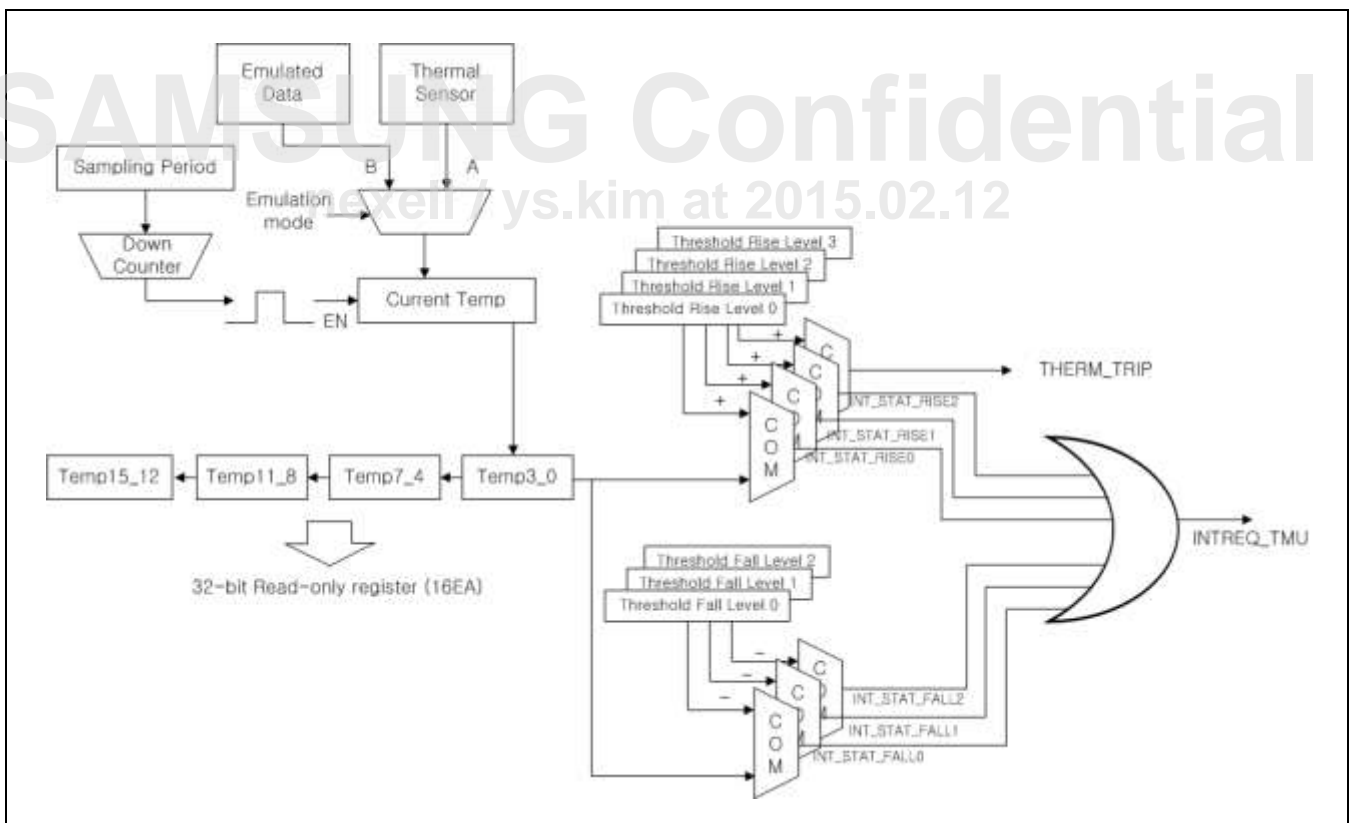 SAMSUNG Confidential
nexell / ys.kim at 2015.02.12
Emulated
Data
Thermal
Sensor
Sampling Period
B
A
Emulation
mode
Down
Counter
EN
Current Temp
Threshold Rise Level 3
Threshold Rise Level 2
Threshold Rise Level 1
Threshold Rise Level 0
+
+
+
+
C
C
O
M
C
O
M
C
O
M
THERM_TRIP
INT_STAT_RISE2
INT_STAT_RISE1
INT_STAT_RISE0
Temp15_12
Temp11_8
Temp7_4
Temp3_0
INTREQ_TMU
32-bit Read-only register (16EA)
Threshold Fall Level 2
Threshold Fall Level 1
Threshold Fall Level 0
-
-
-
C
C
O
M
C
O
M
INT_STAT_FALL2
INT_STAT_FALL1
INT_STAT_FALL0